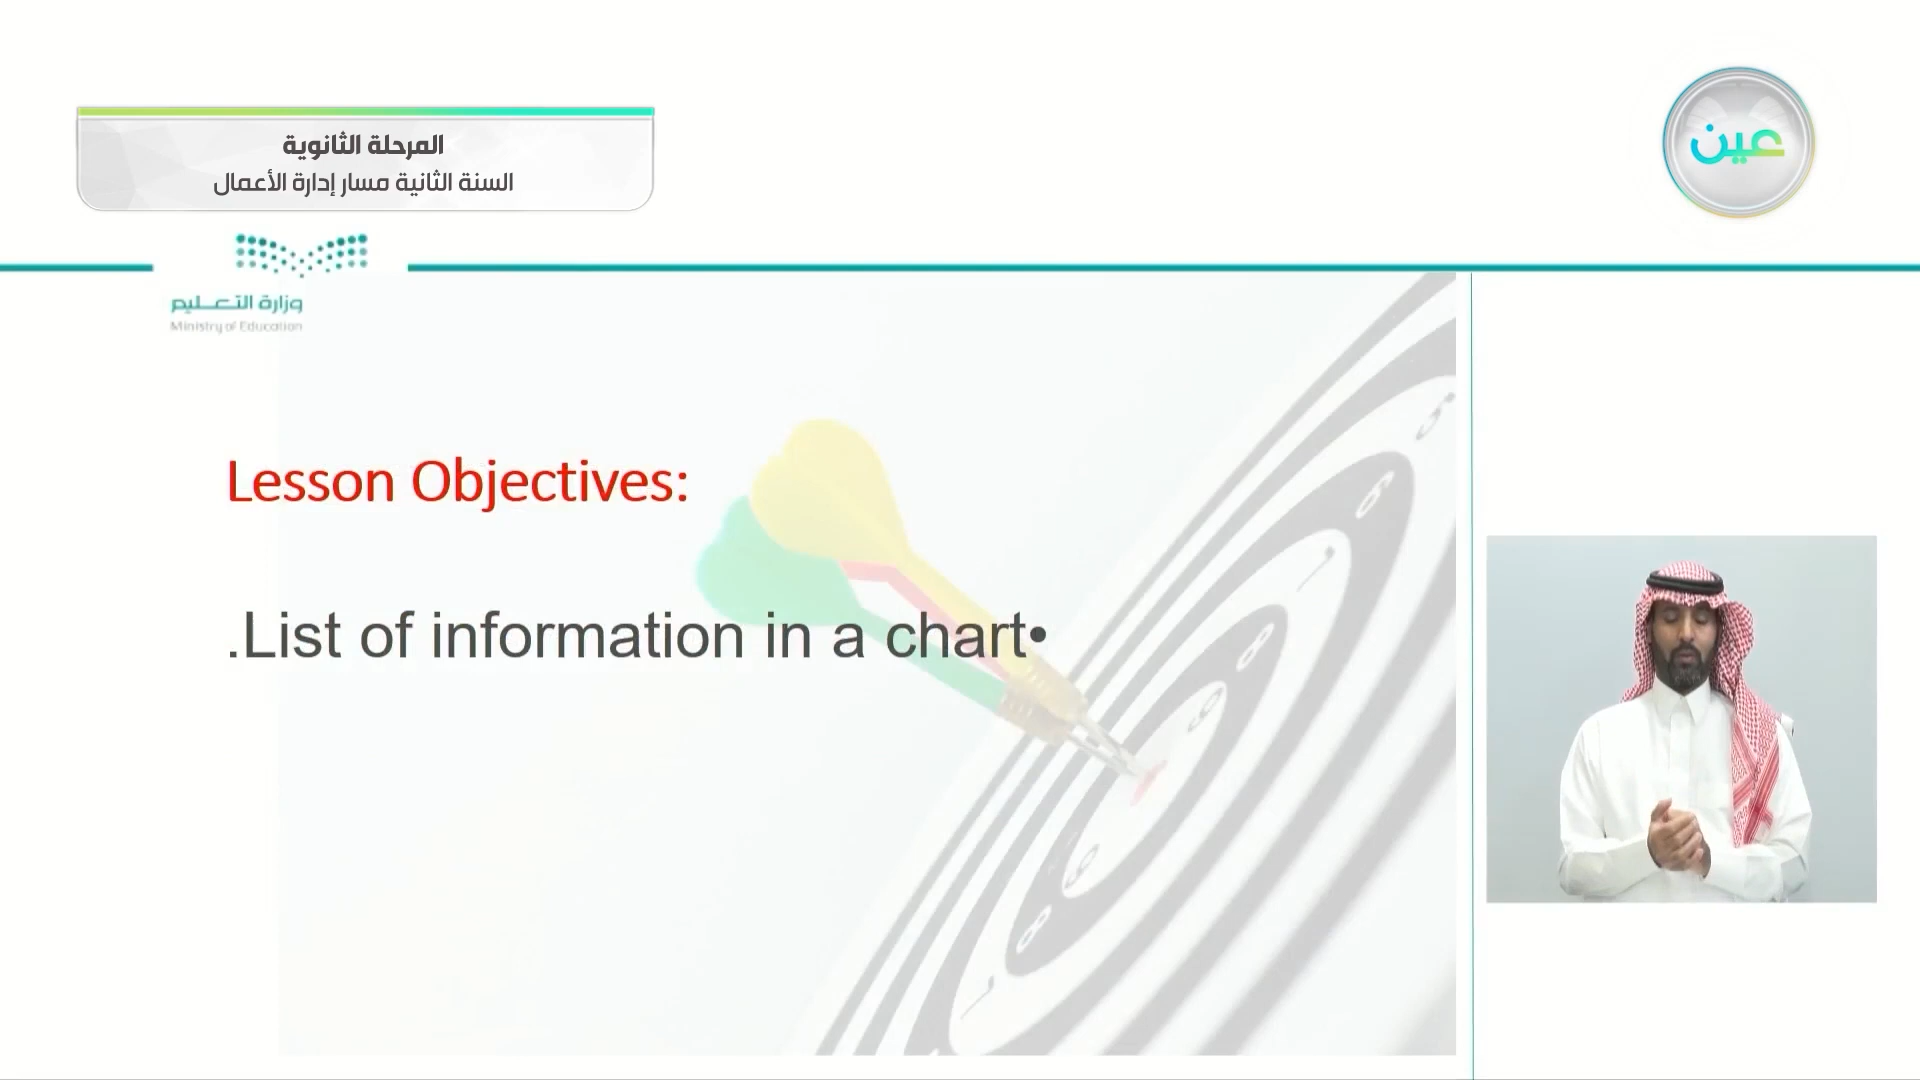 المرحلة الثانوية
السنة الثانية مسار إدارة الأعمال
عين
وزارة التعليم
Ministry of Education
Lesson Objectives:
.List of information in a chart•